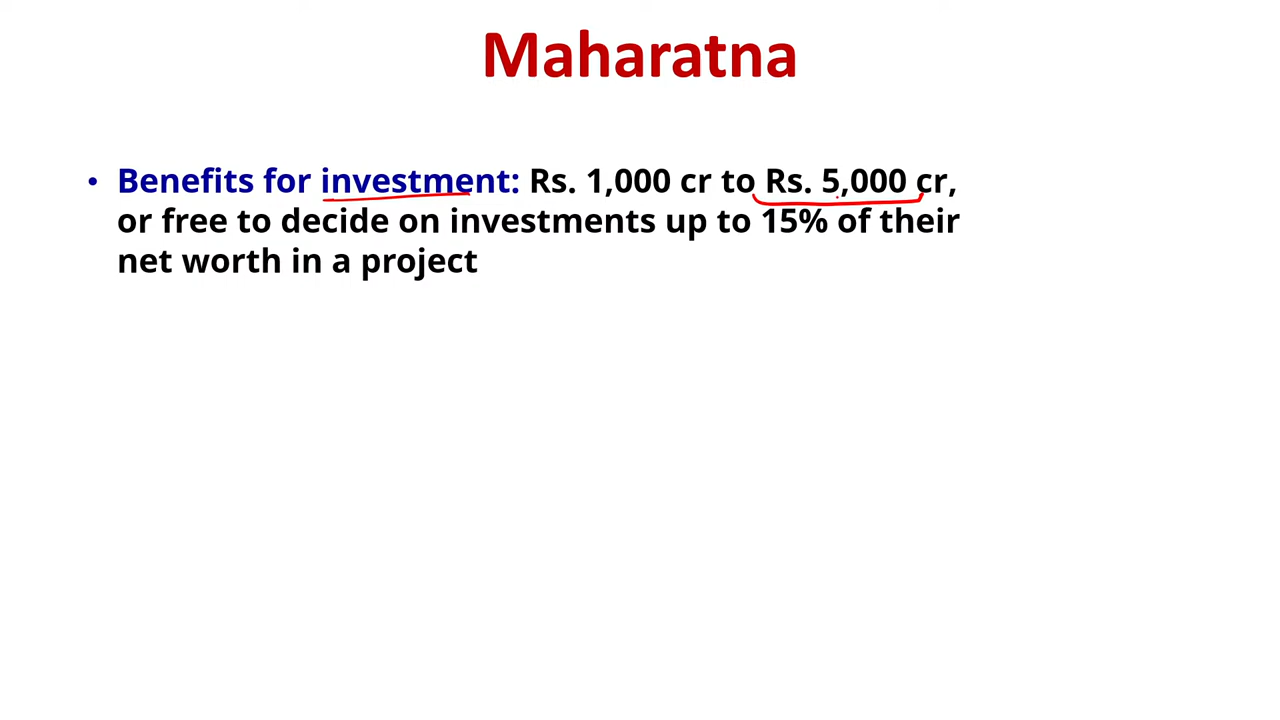 Maharatna
• Benefits for investment: Rs. 1,000 cr to Rs. 5,000 cr,
or free to decide on investments up to 15% of their
net worth in a project